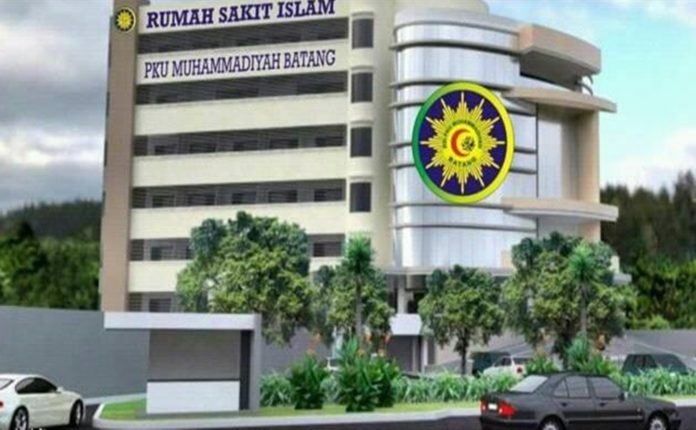 RUMAH SAKIT ISLAM
PKU MUHAMMADIYAH BATANG
BATANG